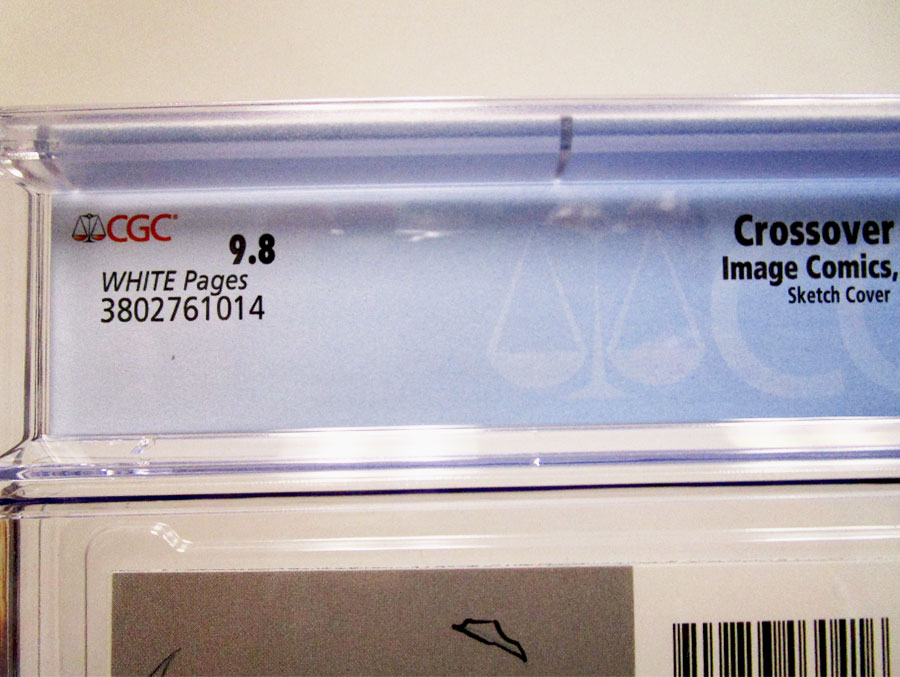 CGC
9.8
WHITE Pages
3802761014
Crossover
Image Comics,
Sketch Cover